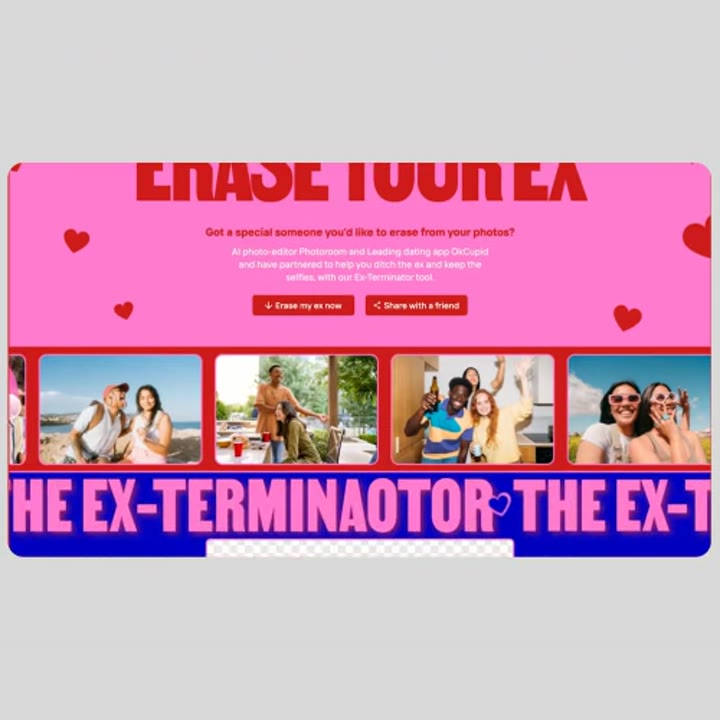 ERASE YOUR EX
Got a special someone you'd like to erase from your photos?
AI photo-editor Photoroom and Leading dating app OkCupid
and have partnered to help you ditch the ex and keep the
selfies, with our Ex-Terminator tool.
Erase my ex now
Share with a friend
THE EX-TERMINAOTOR THE EX-T